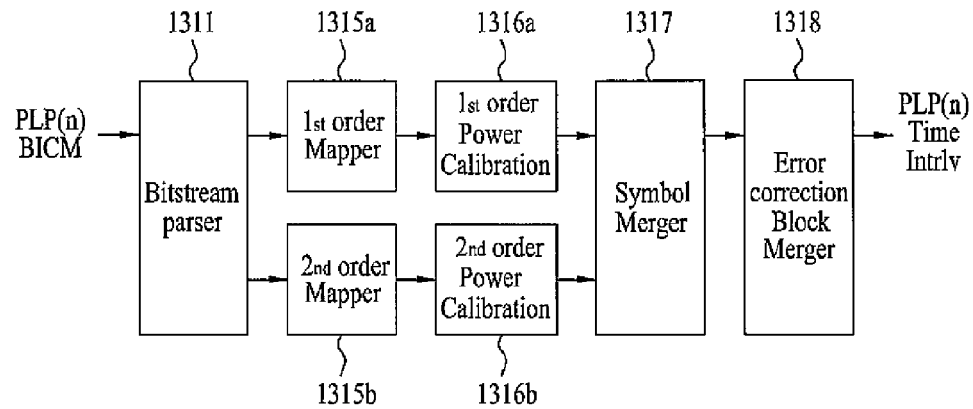 1311
1315a
1316a
1317
1318
PLP(n)
BICM
Bitstream
parser
1st order
Mapper
1st order
Power
Calibration
2nd order
Mapper
2nd order
Power
Calibration
Symbol
Merger
Error
correction
Block
Merger
PLP(n)
Time
Intrlv
1315b
1316b